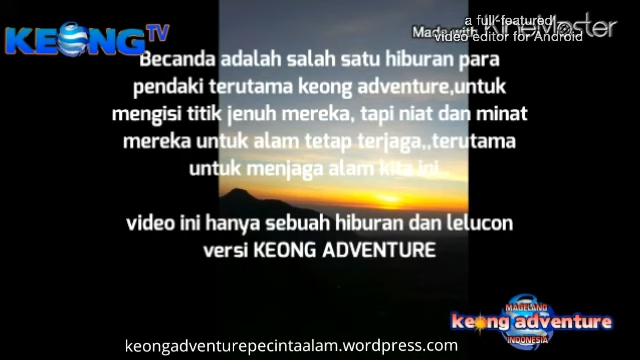 KEONG TV
Made with KINEMASTER
a full-featured
video editor for Android
Becanda adalah salah satu hiburan para
pendaki terutama keong adventure,untuk
mengisi titik jenuh mereka, tapi niat dan minat
mereka untuk alam tetap terjaga,,terutama
untuk menjaga alam kita ini
video ini hanya sebuah hiburan dan lelucon
versi KEONG ADVENTURE
MAGELANG
keong adventure
INDONESIA
keongadventurepecintaalam.wordpress.com